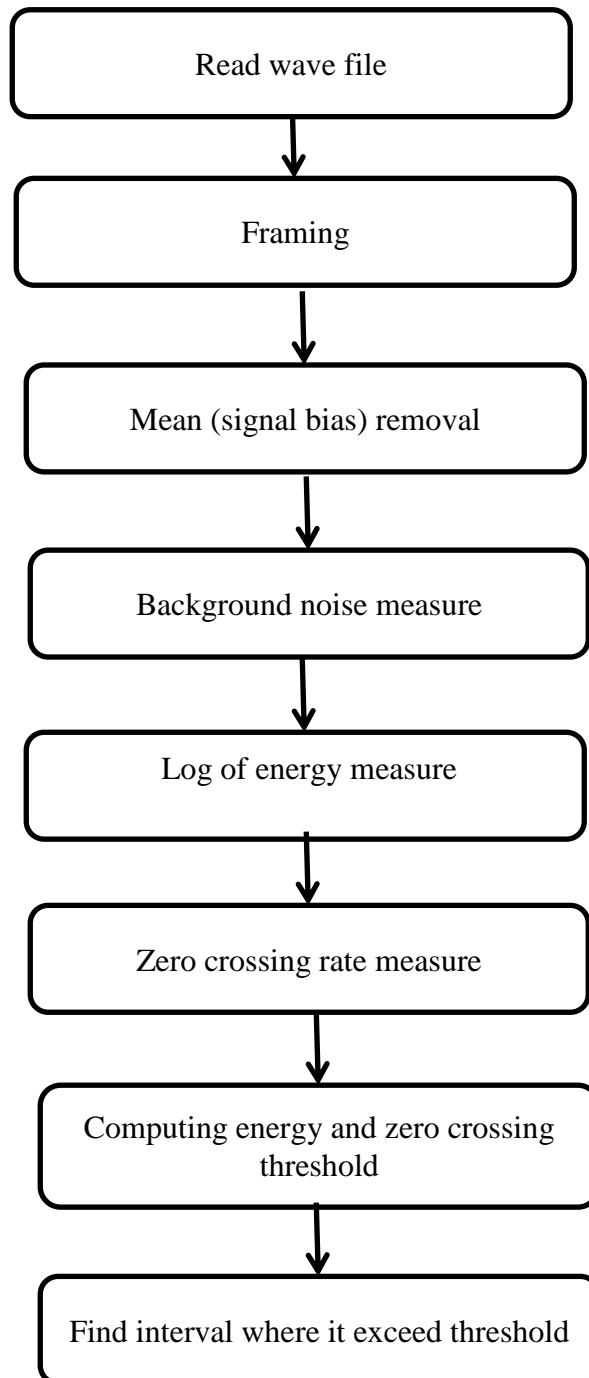 Read wave file
Framing
Mean (signal bias) removal
Background noise measure
Log of energy measure
Zero crossing rate measure
Computing energy and zero crossing
threshold
Find interval where it exceed threshold